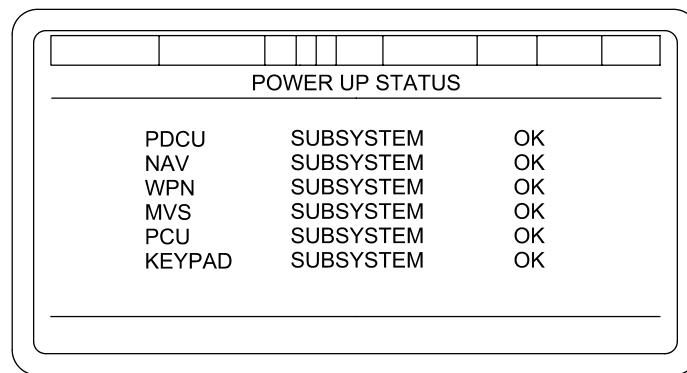 POWER UP STATUS
PDCU SUBSYSTEM OK
NAV SUBSYSTEM OK
WPN SUBSYSTEM OK
MVS SUBSYSTEM OK
PCU SUBSYSTEM OK
KEYPAD SUBSYSTEM OK